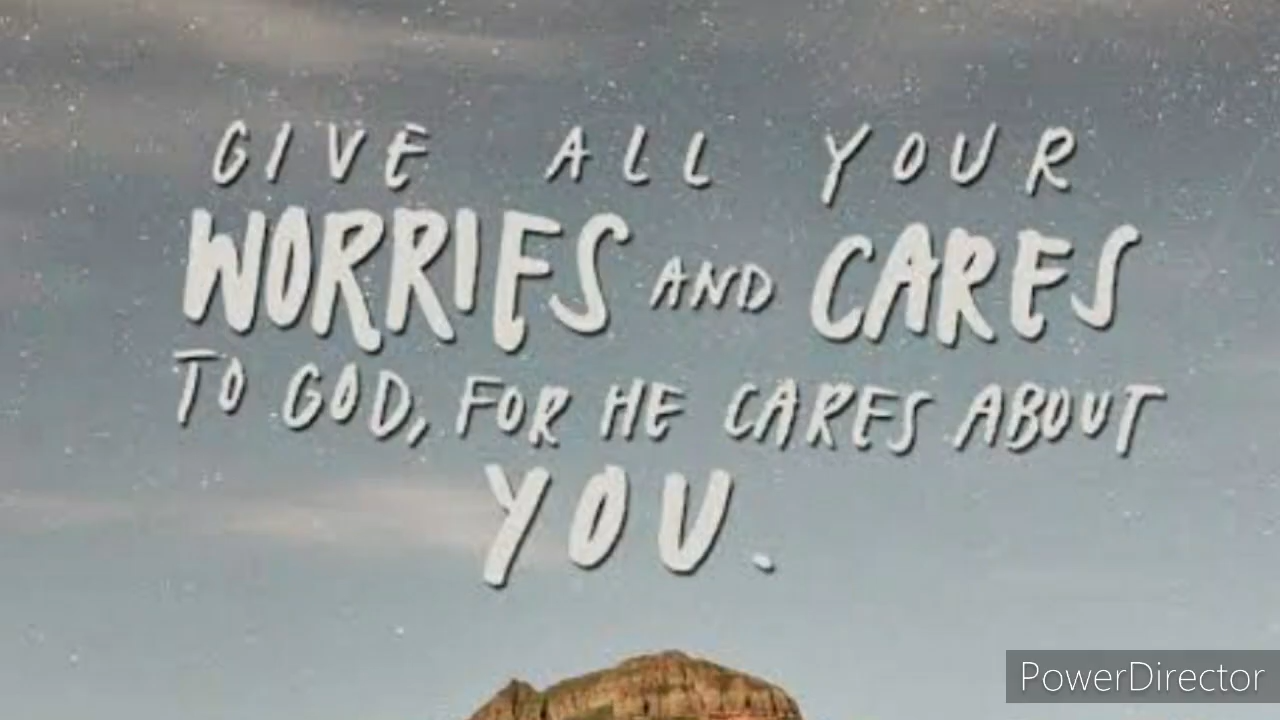 GIVE ALL YOUR
WORRIES AND CARES
TO GOD, FOR HE CARES ABOUT
YOU.
PowerDirector